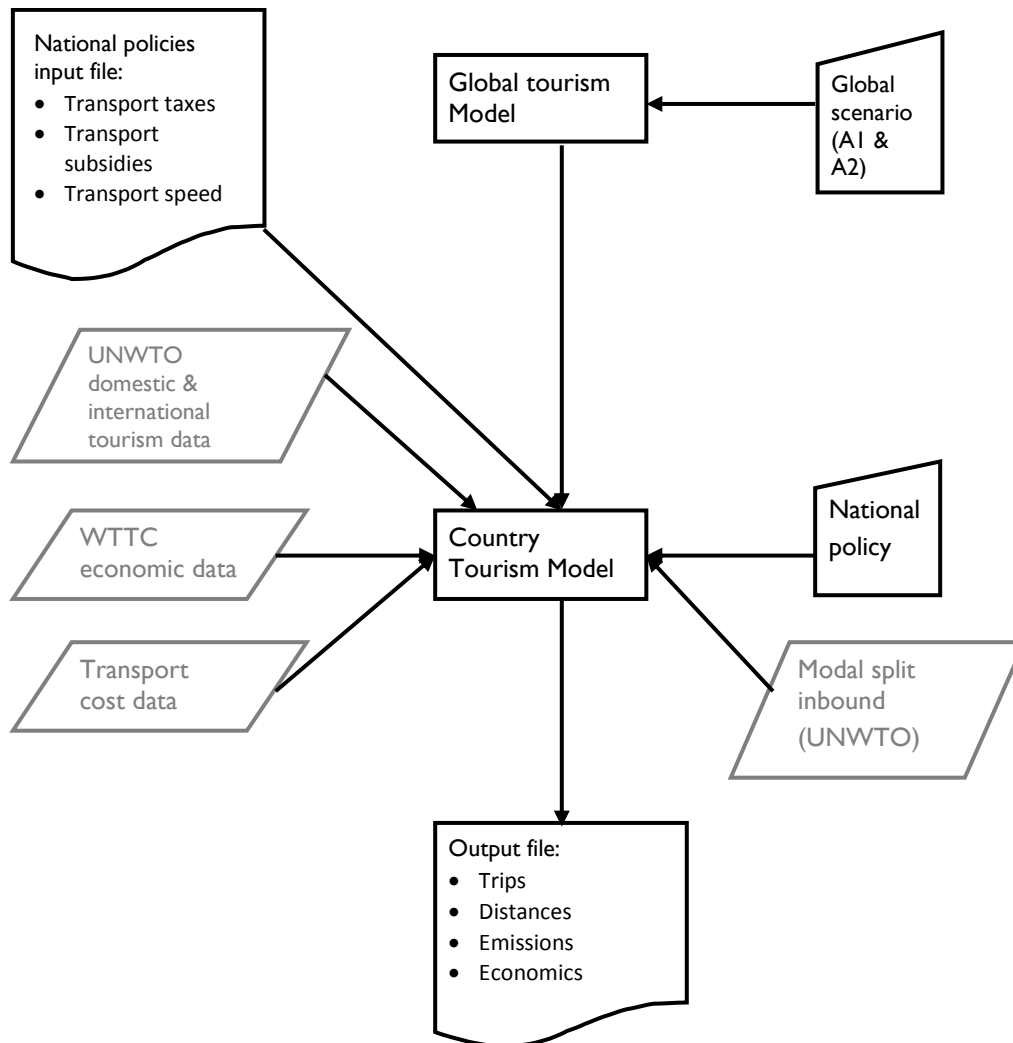 National policies
input file:
• Transport taxes
• Transport
subsidies
• Transport speed
Global tourism
Model
Global
scenario
(A1 &
A2)
UNWTO
domestic &
international
tourism data
WTTC
economic data
Country
Tourism Model
National
policy
Transport
cost data
Modal split
inbound
(UNWTO)
Output file:
• Trips
• Distances
• Emissions
• Economics